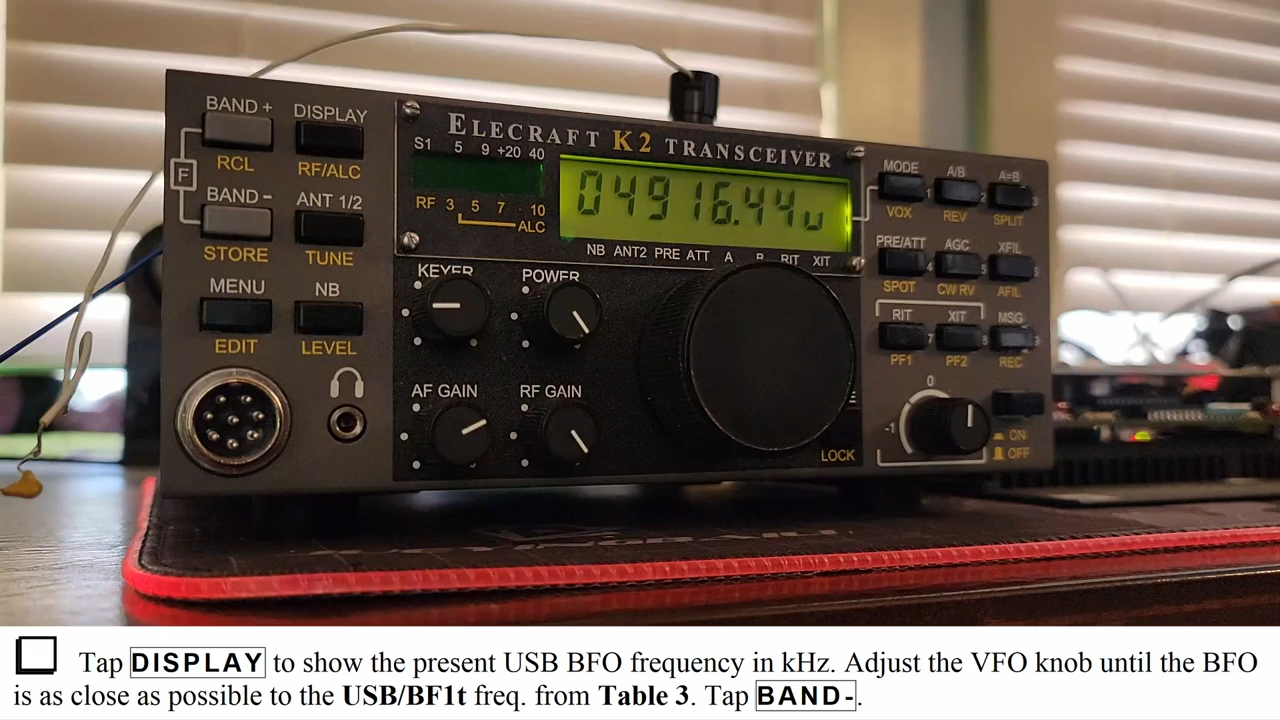 BAND +
DISPLAY
F
RCL
RF/ALC
BAND -
ANT 1/2
STORE
TUNE
MENU
NB
EDIT
LEVEL
ELECRAFT K2 TRANSCEIVER
S1 5 9 +20 40
RF 3 5 7 10
ALC
04916.44u
NB ANT2 PRE ATT A B RIT XIT
KEYER
POWER
AF GAIN
RF GAIN
LOCK
MODE
A/B
A=B
VOX
REV
SPLIT
PRE/ATT
AGC
XFIL
SPOT
CW RV
AFIL
RIT
XIT
MSG
PF1
PF2
REC
0
-1
ON
OFF
Tap DISPLAY to show the present USB BFO frequency in kHz. Adjust the VFO knob until the BFO
is as close as possible to the USB/BF1t freq. from Table 3. Tap BAND-.